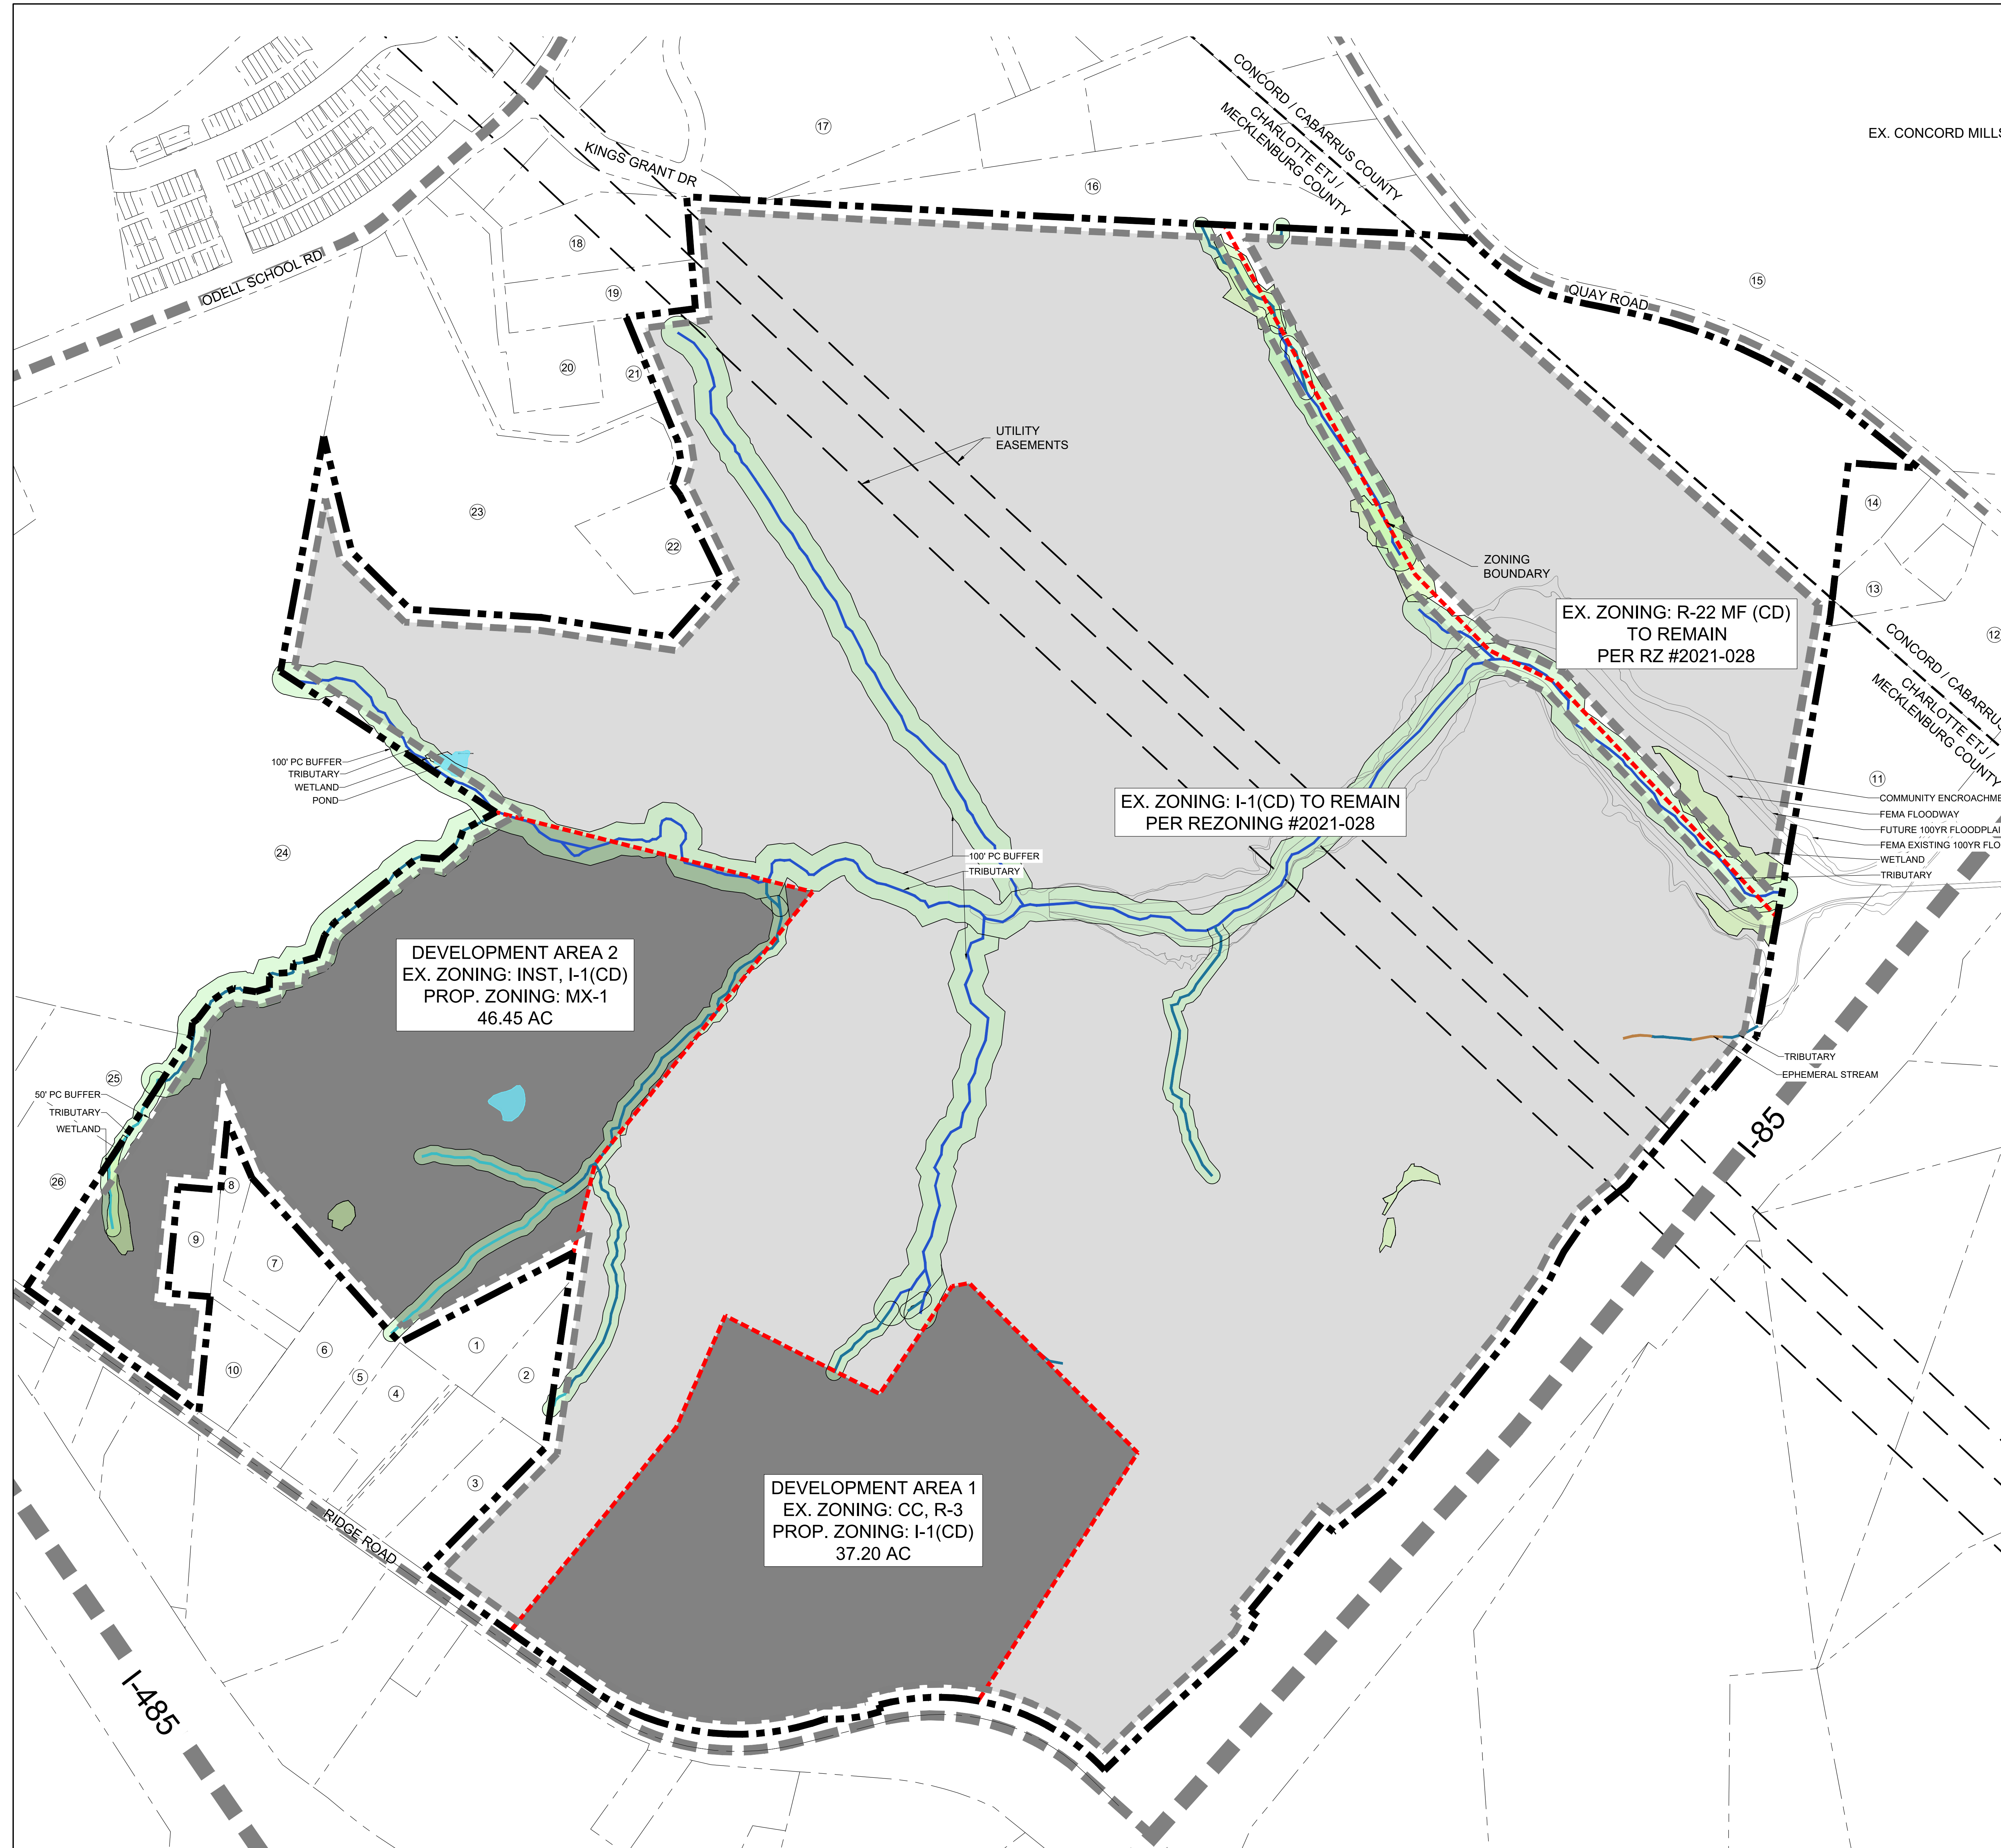 CONCORD / CABARRUS COUNTY
CHARLOTTE ETJ /
MECKLENBURG COUNTY
EX. CONCORD MILLS
17
KINGS GRANT DR
16
18
ODELL SCHOOL RD
19
15
QUAY ROAD
20
21
UTILITY
EASEMENTS
23
14
22
ZONING
BOUNDARY
13
EX. ZONING: R-22 MF (CD)
TO REMAIN
PER RZ #2021-028
12
CONCORD / CABARRUS
CHARLOTTE ETJ /
MECKLENBURG COUNTY
100' PC BUFFER
TRIBUTARY
WETLAND
POND
11
EX. ZONING: I-1(CD) TO REMAIN
PER REZONING #2021-028
COMMUNITY ENCROACHME
FEMA FLOODWAY
FUTURE 100YR FLOODPLAI
FEMA EXISTING 100YR FLO
WETLAND
TRIBUTARY
24
100' PC BUFFER
TRIBUTARY
DEVELOPMENT AREA 2
EX. ZONING: INST, I-1(CD)
PROP. ZONING: MX-1
46.45 AC
TRIBUTARY
EPHEMERAL STREAM
25
50' PC BUFFER
TRIBUTARY
WETLAND
I-85
26
8
9
7
1
6
10
5
4
2
3
DEVELOPMENT AREA 1
EX. ZONING: CC, R-3
PROP. ZONING: I-1(CD)
37.20 AC
RIDGE ROAD
I-485